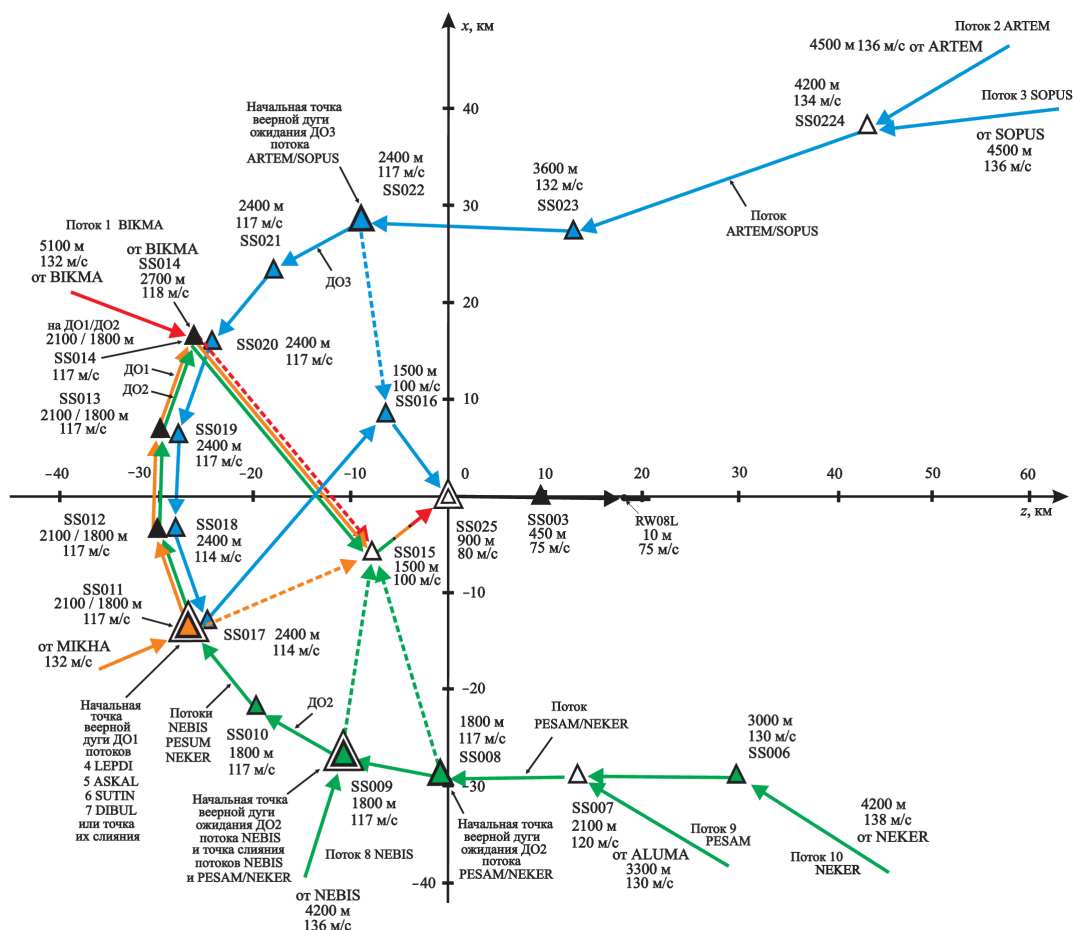 x, км
Поток 2 ARTEM
4500 м 136 м/с от ARTEM
4200 м
134 м/с
SS0224
Поток 3 SOPUS
от SOPUS
4500 м
136 м/с
40
Начальная точка
веерной дуги
ожидания ДО3
потока
ARTEM/SOPUS
2400 м
117 м/с
SS022
3600 м
132 м/с
SS023
Поток
ARTEM/SOPUS
30
2400 м
117 м/с
SS021
ДО3
Поток 1 BIKMA
5100 м
132 м/с
от BIKMA
от BIKMA
SS014
2700 м
118 м/с
20
на ДО1/ДО2
2100 / 1800 м
SS014
117 м/с
SS020
2400 м
117 м/с
ДО1
ДО2
1500 м
100 м/с
SS016
10
SS013
2100 / 1800 м
117 м/с
SS019
2400 м
117 м/с
−40
−30
−20
−10
0
10
20
30
40
50
60
z, км
SS012
2100 / 1800 м
117 м/с
SS018
2400 м
114 м/с
SS025
900 м
80 м/с
SS003
450 м
75 м/с
RW08L
10 м
75 м/с
SS015
1500 м
100 м/с
−10
SS011
2100 / 1800 м
117 м/с
SS017
2400 м
114 м/с
от MIKHA
132 м/с
−20
Начальная
точка
веерной
дуги ДО1
потоков
4 LEPDI
5 ASKAL
6 SUTIN
7 DIBUL
или точка
их слияния
Потоки
NEBIS
PESUM
NEKER
SS010
1800 м
117 м/с
ДО2
1800 м
117 м/с
SS008
Поток
PESAM/NEKER
3000 м
130 м/с
SS006
−30
SS009
1800 м
117 м/с
Начальная точка
веерной дуги
ожидания ДО2
потока NEBIS
и точка слияния
потоков NEBIS
и PESAM/NEKER
Начальная точка
веерной дуги
ожидания ДО2
потока
PESAM/NEKER
SS007
2100 м
120 м/с
Поток 9
PESAM
от ALUMA
3300 м
130 м/с
4200 м
138 м/с
от NEKER
Поток 10
NEKER
Поток 8 NEBIS
−40
от NEBIS
4200 м
136 м/с